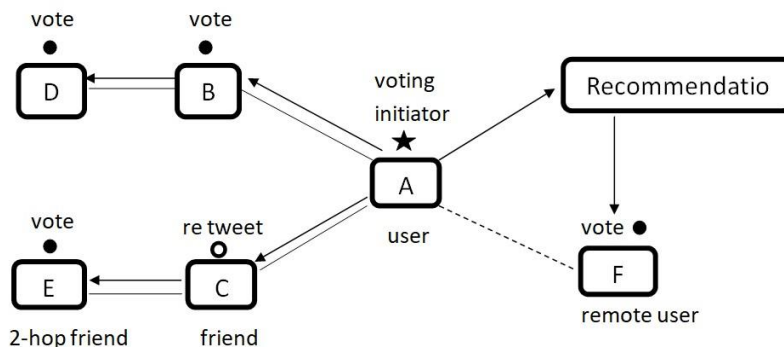 vote
vote
D
B
voting
initiator
Recommendatio
A
user
vote
F
remote user
vote
re tweet
E
C
2-hop friend
friend